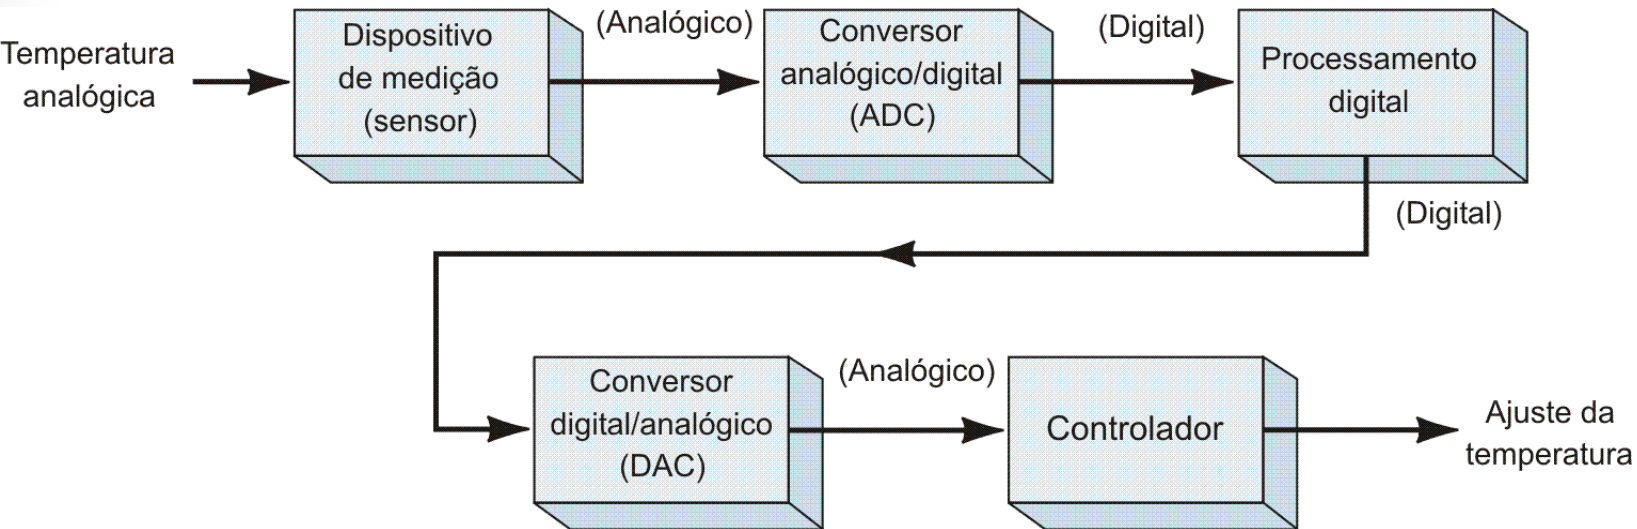 Temperatura
analógica
Dispositivo
de medição
(sensor)
(Analógico)
Conversor
analógico/digital
(ADC)
(Digital)
Processamento
digital
(Digital)
Conversor
digital/analógico
(DAC)
(Analógico)
Controlador
Ajuste da
temperatura